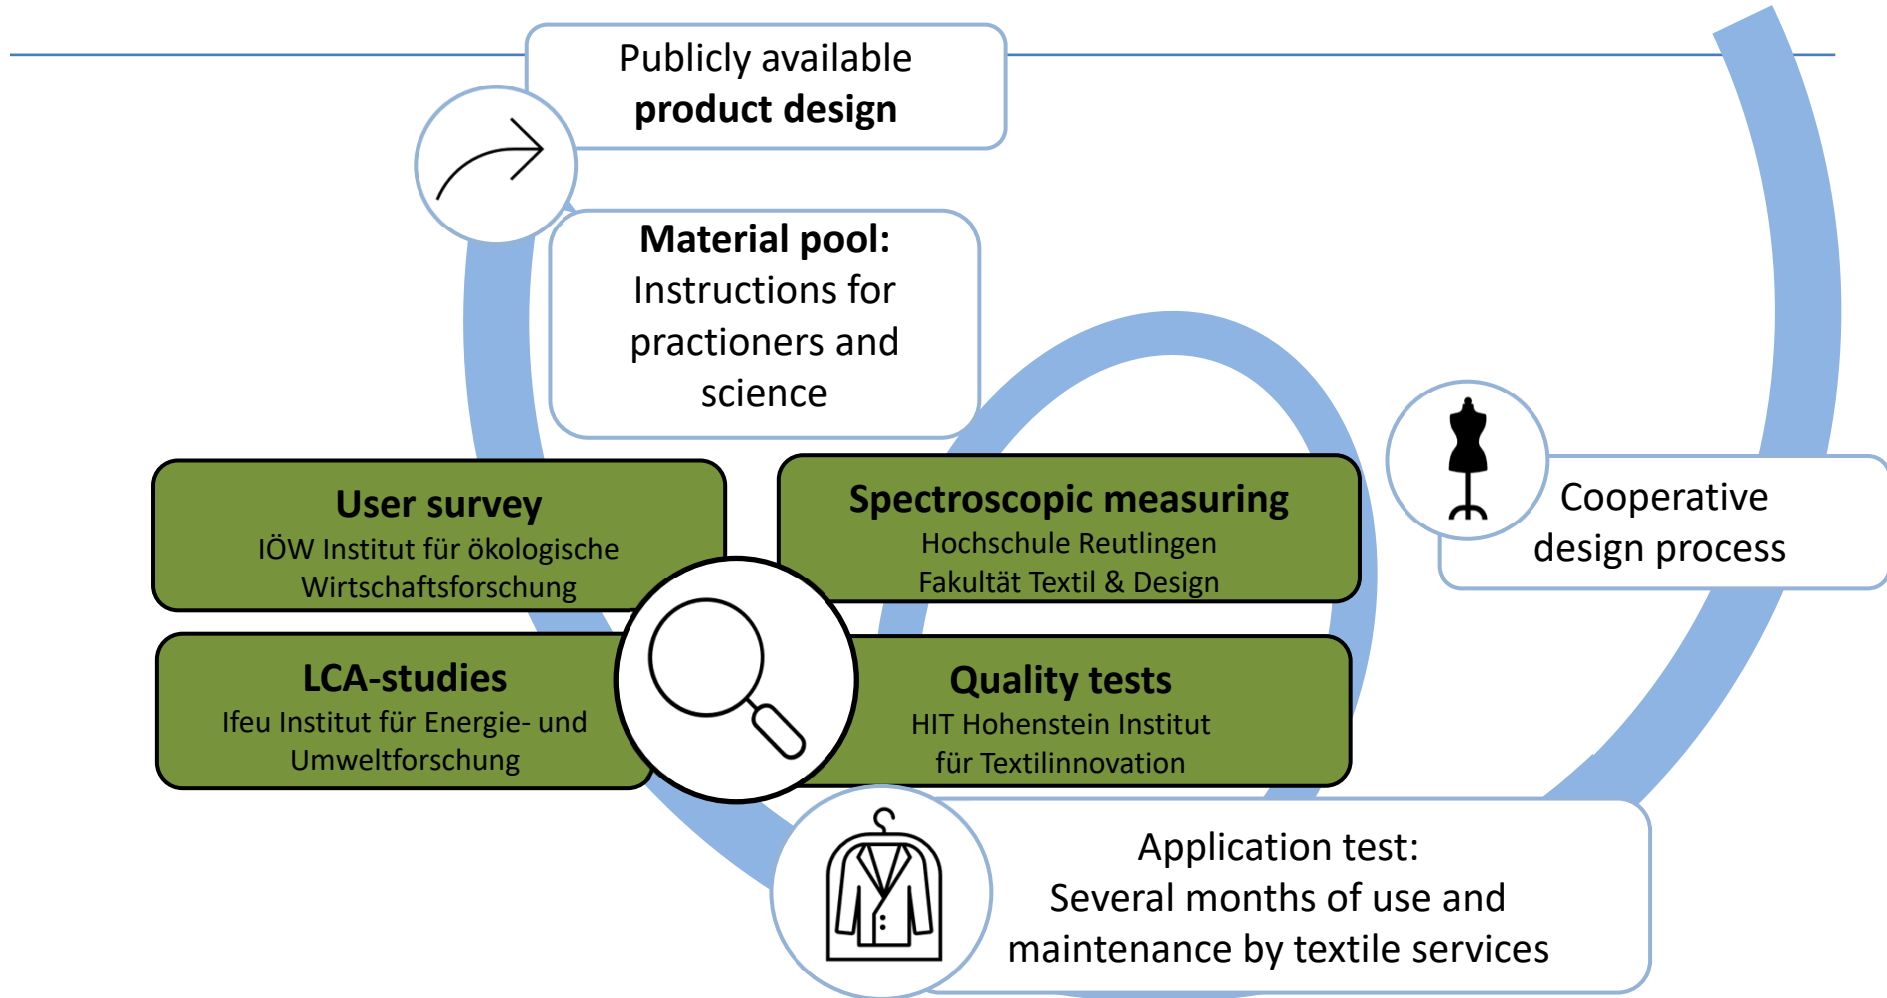 Publicly available
product design
Material pool:
Instructions for
practioners and
science
User survey
IÖW Institut für ökologische
Wirtschaftsforschung
Spectroscopic measuring
Hochschule Reutlingen
Fakultät Textil & Design
Cooperative
design process
LCA-studies
Ifeu Institut für Energie- und
Umweltforschung
Quality tests
HIT Hohenstein Institut
für Textilinnovation
Application test:
Several months of use and
maintenance by textile services